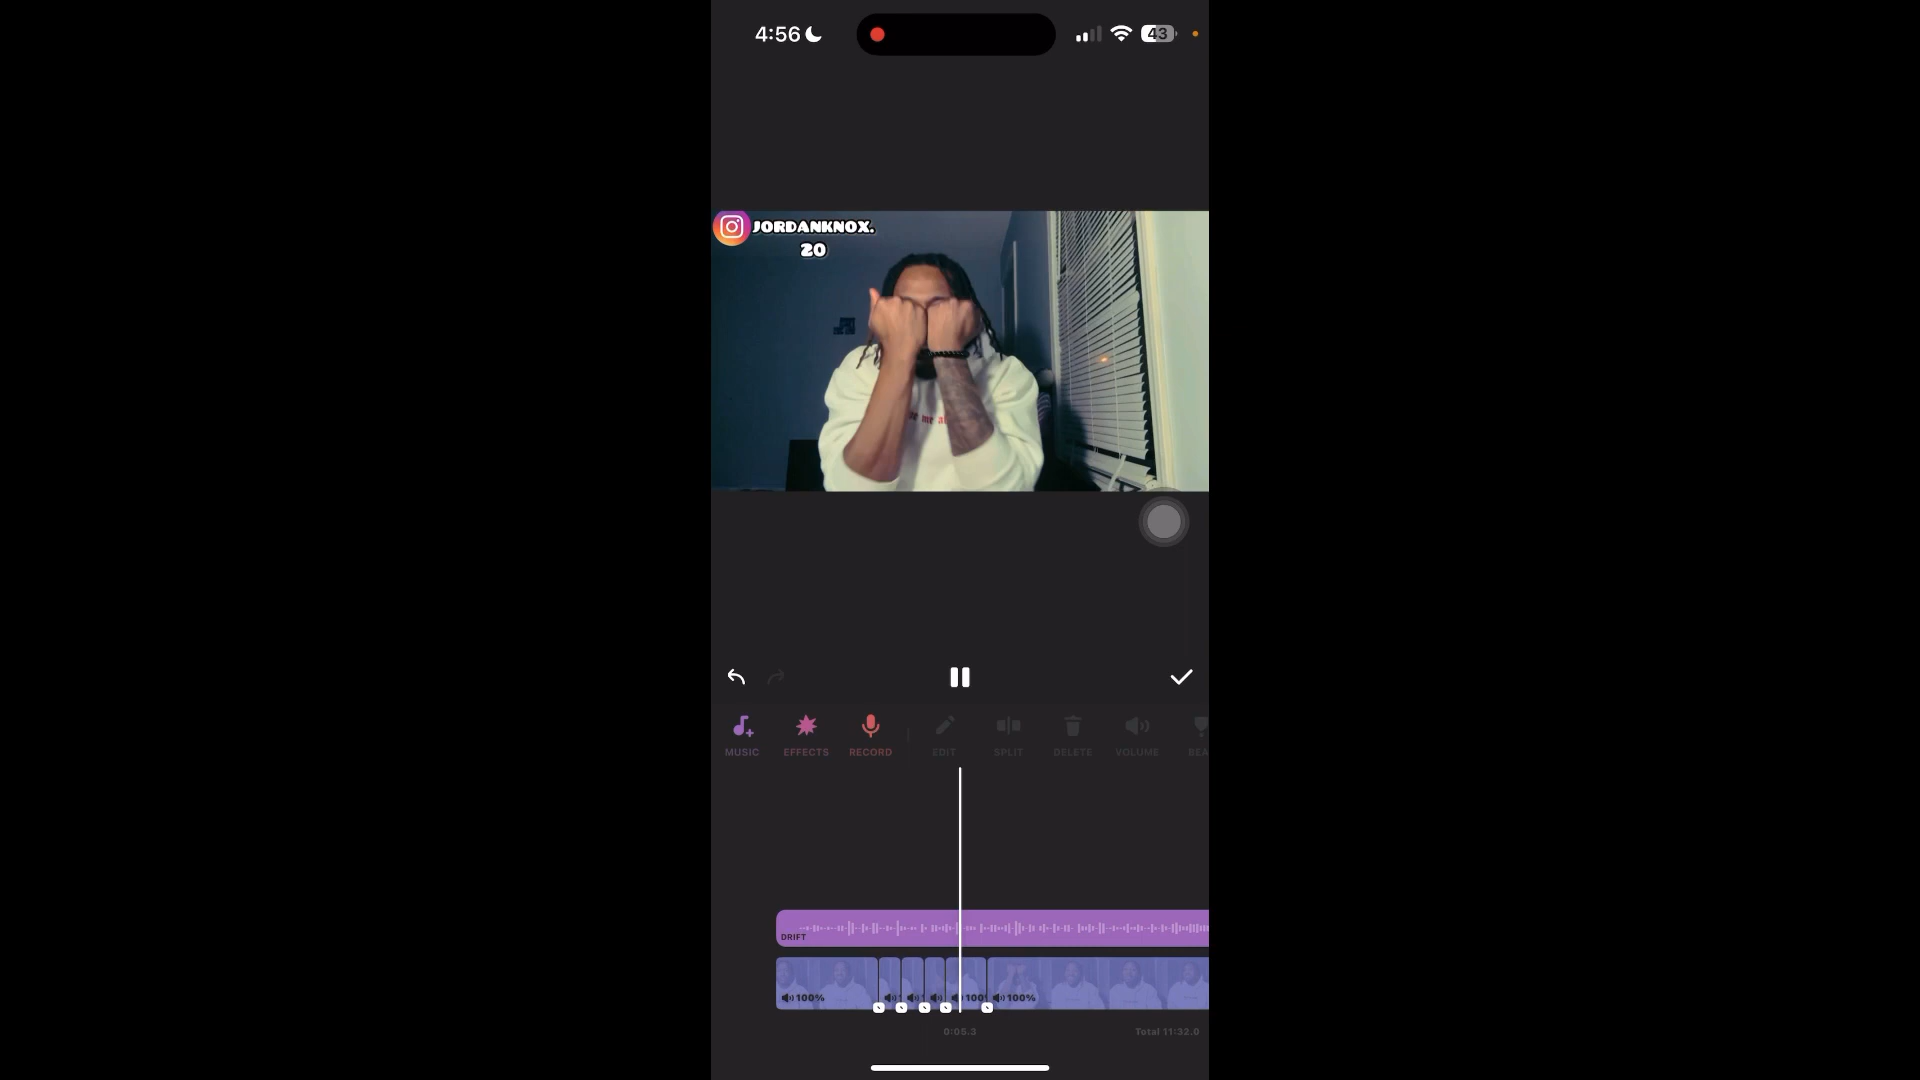 4:56
43
JORDANKNOX.
20
MUSIC
EFFECTS
RECORD
EDIT
SPLIT
DELETE
VOLUME
BEA
DRIFT
100%
100%
0:05.3
Total 11:32.0